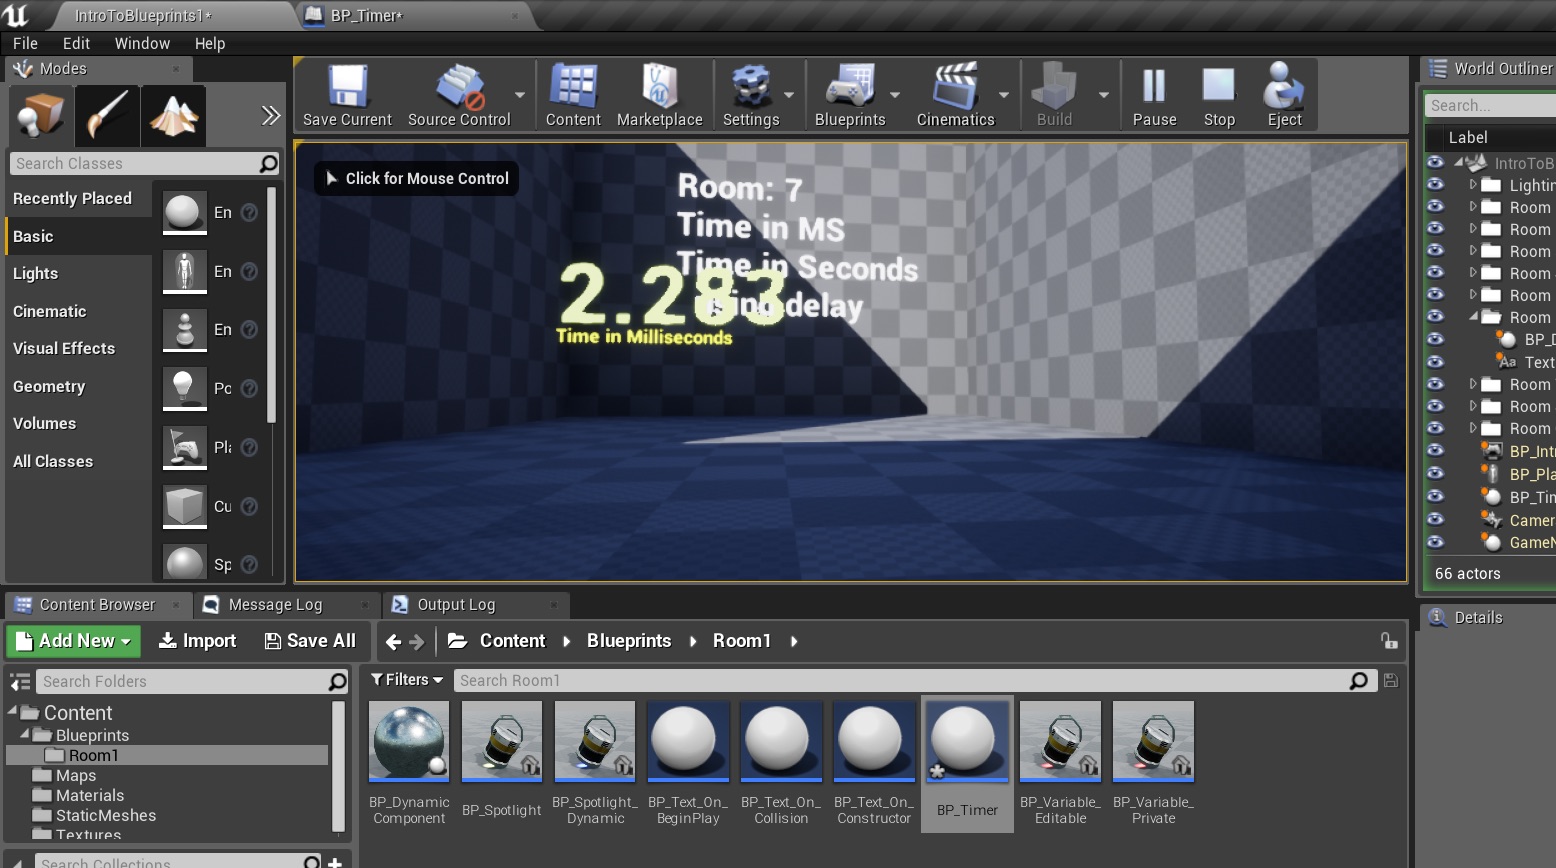 IntroToBlueprints1*
BP_Timer*
File Edit Window Help
Modes
Search Classes
Recently Placed
Basic
Lights
Cinematic
Visual Effects
Geometry
Volumes
All Classes
En
En
En
Po
Pla
Cu
Sp
Save Current
Source Control
Content
Marketplace
Settings
Blueprints
Cinematics
Build
Pause
Stop
Eject
Click for Mouse Control
Room: 7
Time in MS
Time in Seconds
delay
2.283
Time in Milliseconds
World Outliner
Search...
Label
IntroToB
Lightin
Room
Room
Room
Room
Room
Room
BP_D
Text
Room
Room
Room
BP_Intr
BP_Pla
BP_Tim
Camer
GameN
66 actors
Details
Content Browser
Message Log
Output Log
Add New
Import
Save All
Content
Blueprints
Room1
Search Folders
Filters
Search Room1
Content
Blueprints
Room1
Maps
Materials
StaticMeshes
Textures
Search Collections
BP_Dynamic
Component
BP_Spotlight
BP_Spotlight_
Dynamic
BP_Text_On_
BeginPlay
BP_Text_On_
Collision
BP_Text_On_
Constructor
BP_Timer
BP_Variable_
Editable
BP_Variable_
Private